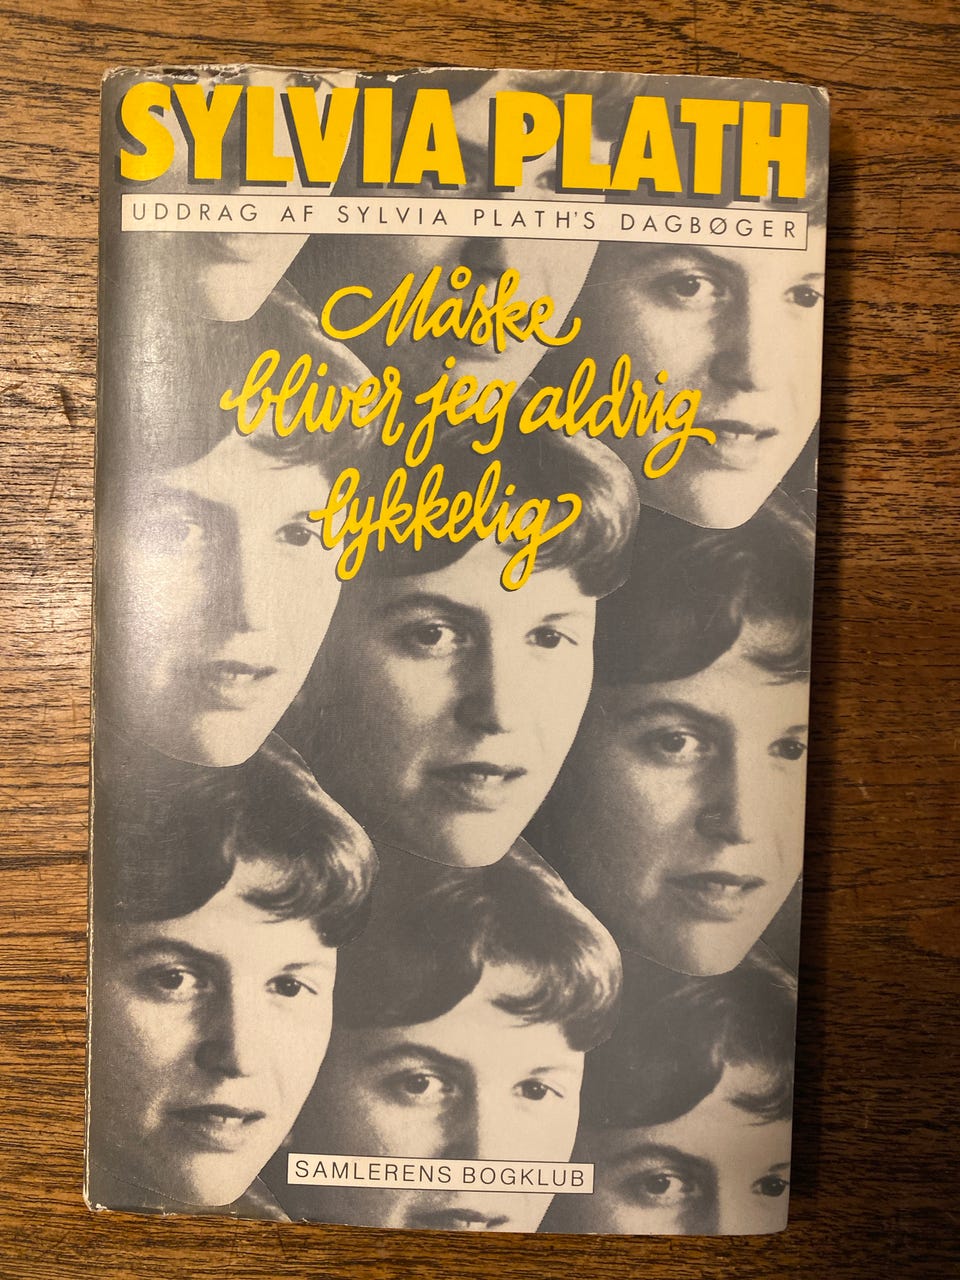 SYLVIA PLATH
UDDRAG AF SYLVIA PLATH'S DAGBØGER
Måske
bliver jeg aldrig
lykkelig
SAMLERENS BOGKLUB